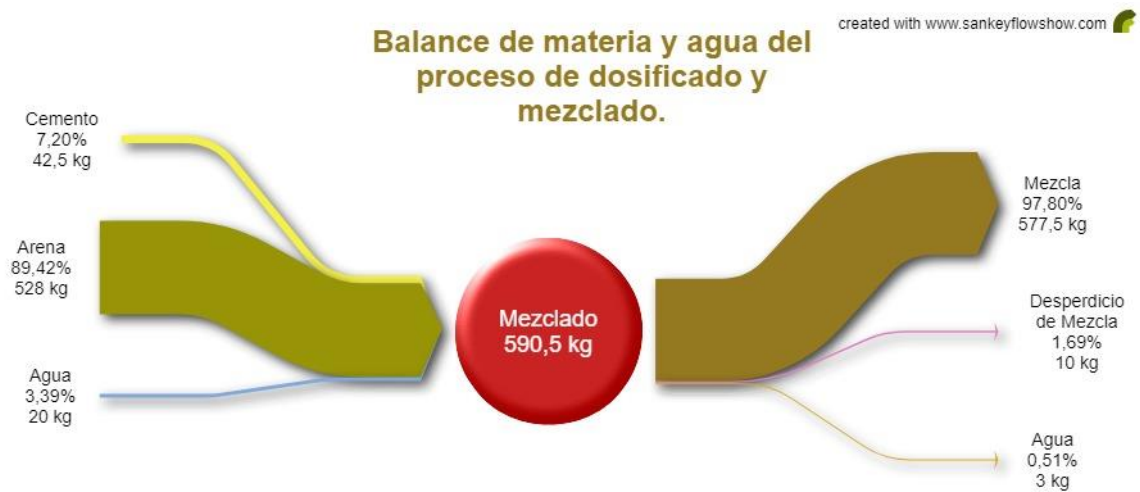 created with www.sankeyflowshow.com
Balance de materia y agua del
proceso de dosificado y
mezclado.
Cemento
7,20%
42,5 kg
Arena
89,42%
528 kg
Agua
3,39%
20 kg
Mezclado
590,5 kg
Mezcla
97,80%
577,5 kg
Desperdicio
de Mezcla
1,69%
10 kg
Agua
0,51%
3 kg